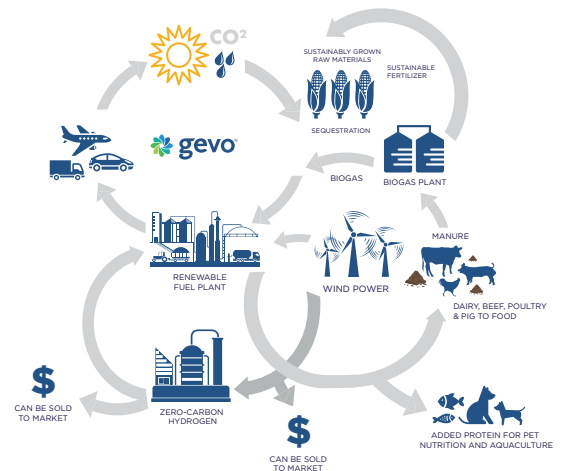 CO²
SUSTAINABLY GROWN
RAW MATERIALS
SUSTAINABLE
FERTILIZER
SEQUESTRATION
gevo®
BIOGAS
BIOGAS PLANT
MANURE
RENEWABLE
FUEL PLANT
WIND POWER
DAIRY, BEEF, POULTRY
& PIG TO FOOD
$
CAN BE SOLD
TO MARKET
ZERO-CARBON
HYDROGEN
$
CAN BE SOLD
TO MARKET
ADDED PROTEIN FOR PET
NUTRITION AND AQUACULTURE